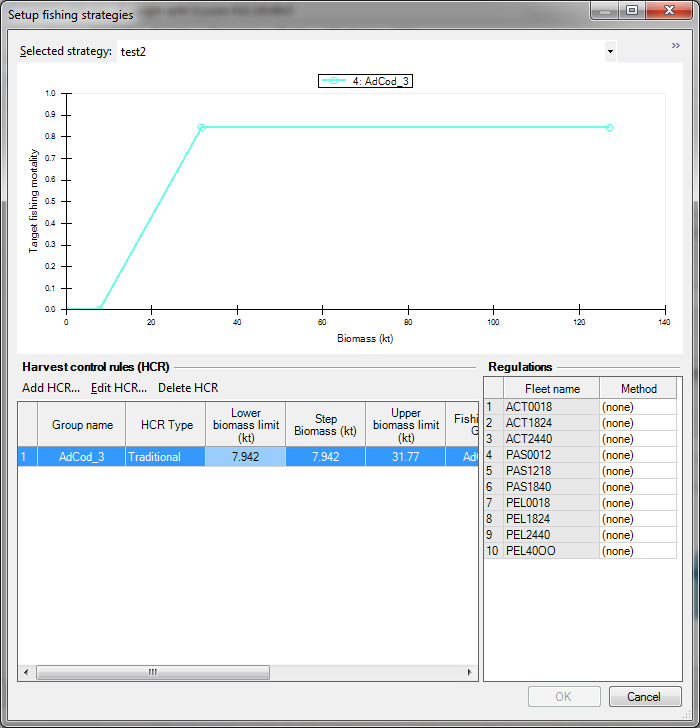 Setup fishing strategies
Selected strategy: test2 »
4: AdCod_3
1.0
0.9
0.8
0.7
0.6
0.5
0.4
0.3
0.2
0.1
0.0
Target fishing mortality
0 20 40 60 80 100 120 140
Biomass (kt)
Harvest control rules (HCR)
Add HCR... Edit HCR... Delete HCR
Group name HCR Type Lower biomass limit (kt) Step Biomass (kt) Upper biomass limit (kt) Fishi G
1 AdCod_3 Traditional 7.942 7.942 31.77 AdC
Regulations
Fleet name Method
1 ACT0018 (none)
2 ACT1824 (none)
3 ACT2440 (none)
4 PAS0012 (none)
5 PAS1218 (none)
6 PAS1840 (none)
7 PEL0018 (none)
8 PEL1824 (none)
9 PEL2440 (none)
10 PEL40OO (none)
OK Cancel